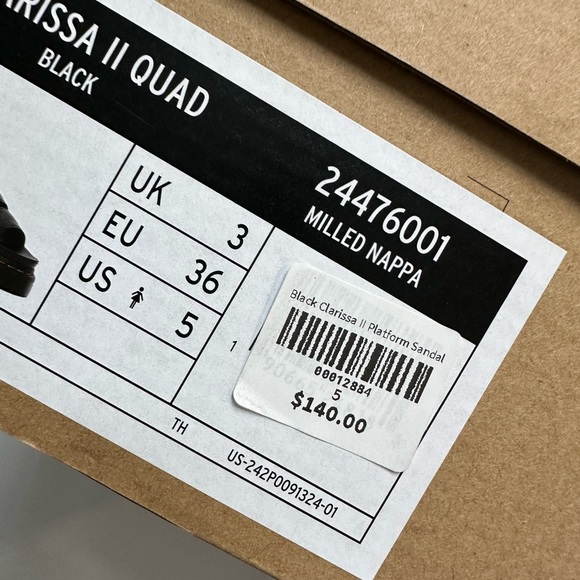 RISSA II QUAD
BLACK
24476001
MILLED NAPPA
UK 3
EU 36
US 5
1
Black Clarissa II Platform Sandal
00012884
5
$140.00
TH
US-242P0091324-01